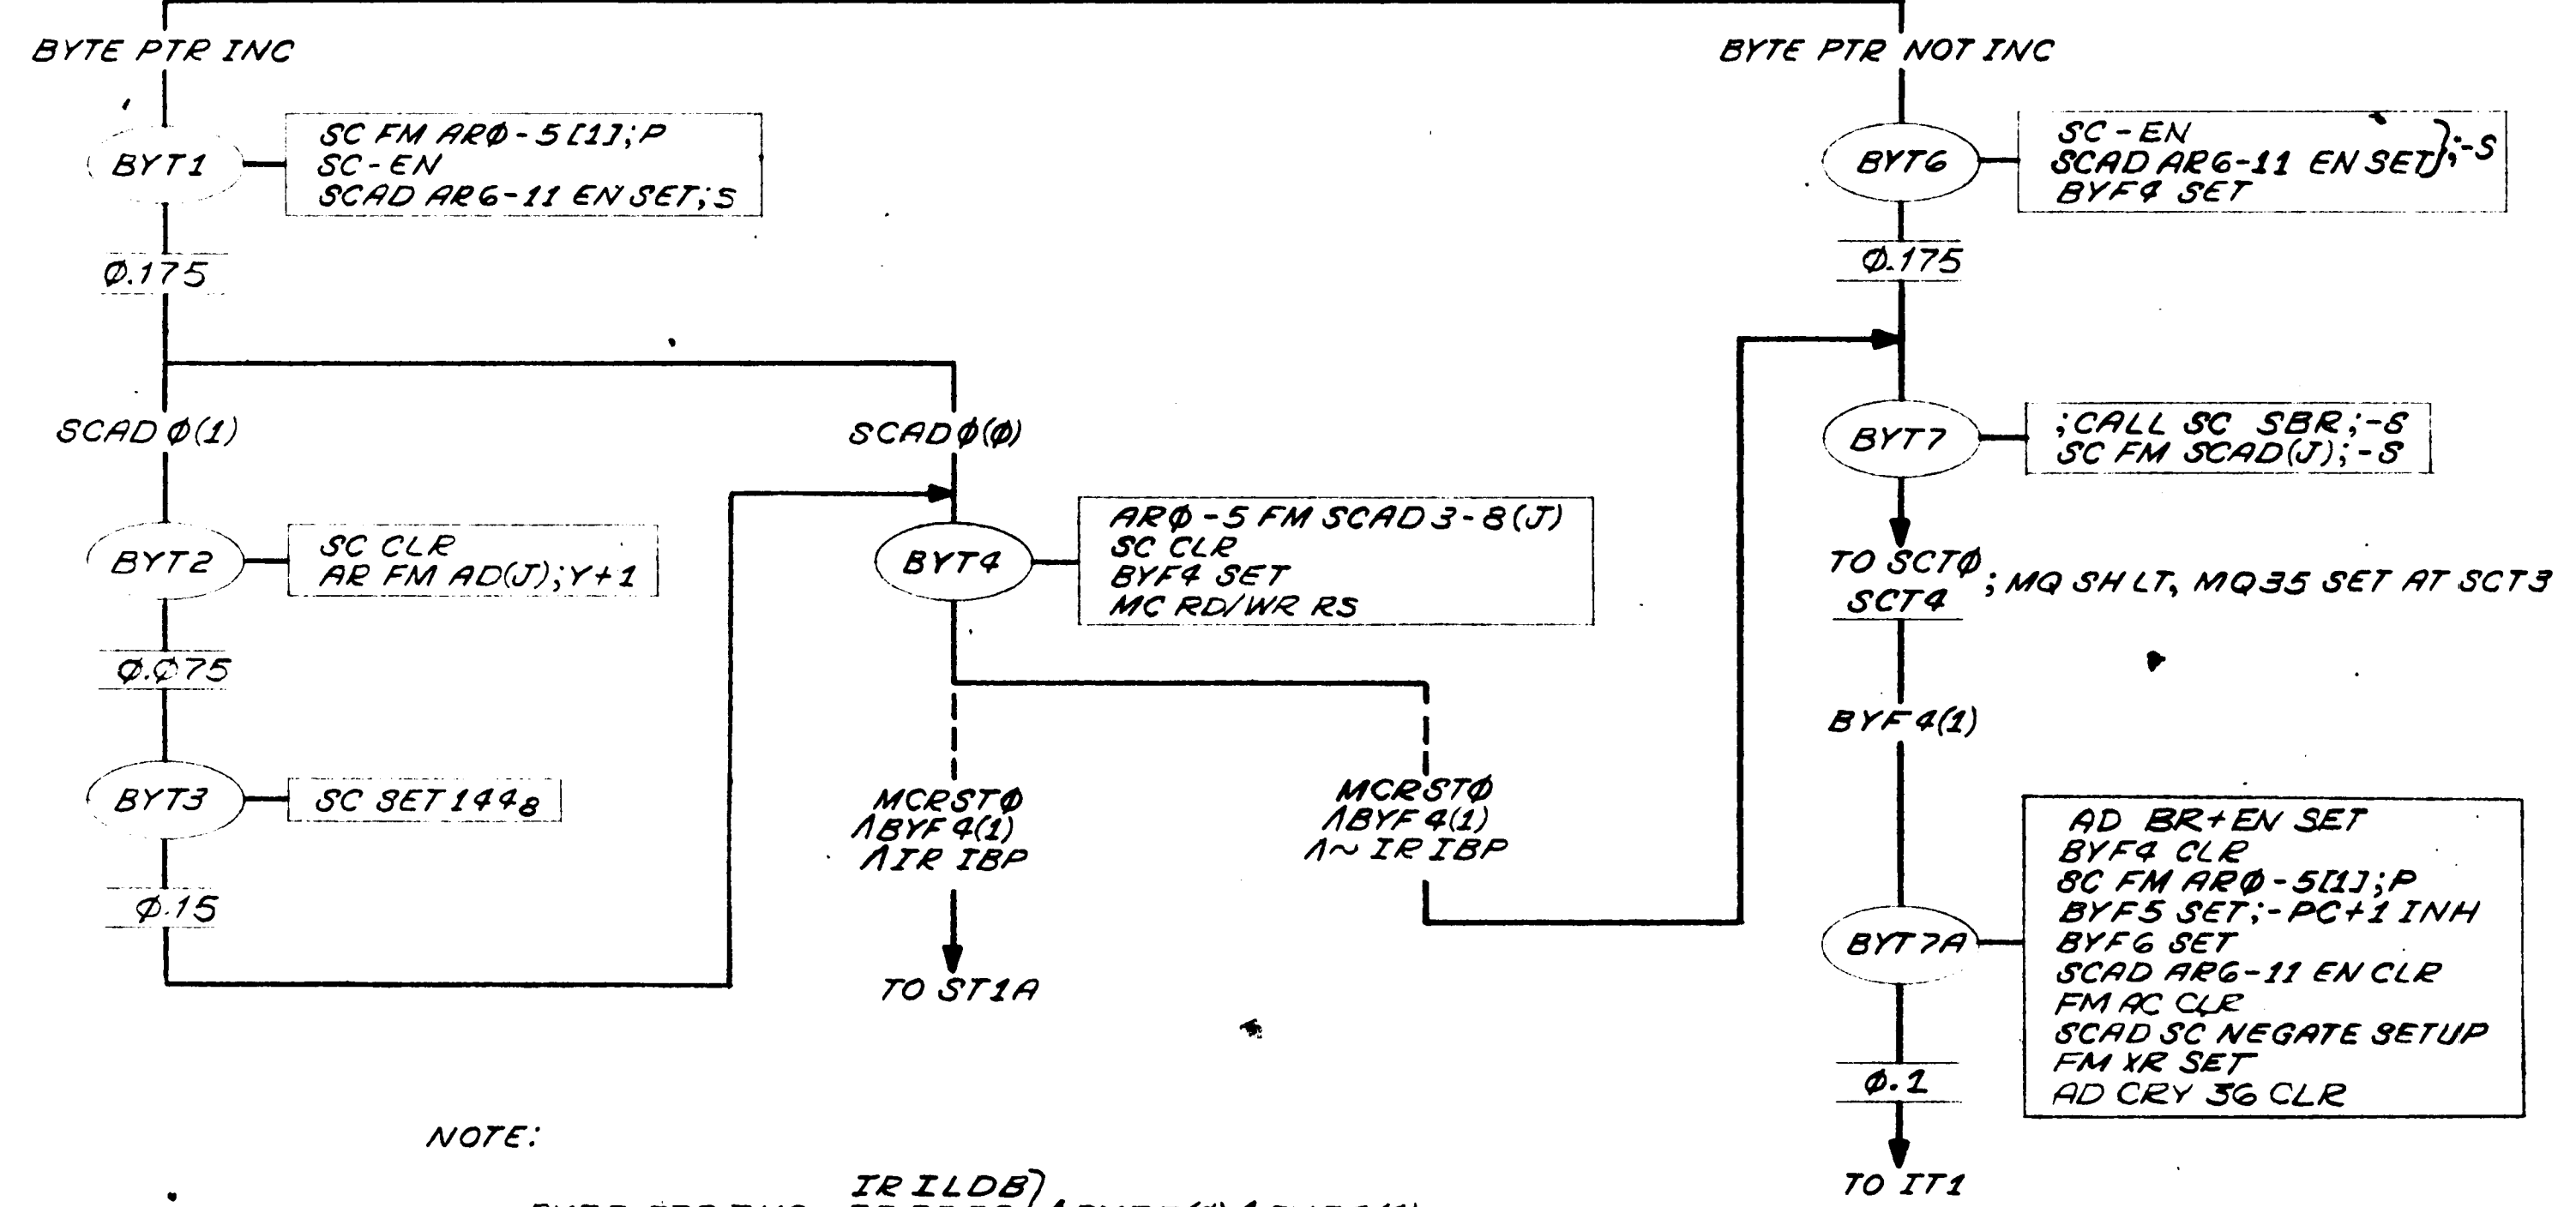 BYTE PTR INC
BYTE PTR NOT INC
BYT1
SC FM ARØ-5[1];P
SC-EN
SCAD AR6-11 EN SET;S
Ø.175
SCADØ(1)
SCADØ(Ø)
BYT2
SC CLR
AR FM AD(J);Y+1
Ø.Ø75
BYT3
SC SET 144₈
Ø.15
BYT4
ARØ-5 FM SCAD 3-8(J)
SC CLR
BYF4 SET
MC RD/WR RS
MCRSTØ
ΛBYF4(1)
ΛIR IBP
TO ST1A
MCRSTØ
ΛBYF4(1)
Λ~ IR IBP
BYT6
SC-EN
SCAD AR6-11 EN SET};-S
BYF4 SET
Ø.175
BYT7
;CALL SC SBR;-S
SC FM SCAD(J);-S
TO SCTØ
SCT4 ; MQ SH LT, MQ35 SET AT SCT3
BYF4(1)
BYT7A
AD BR+EN SET
BYF4 CLR
SC FM ARØ-5[1];P
BYF5 SET;-PC+1 INH
BYF6 SET
SCAD AR6-11 EN CLR
FM AC CLR
SCAD SC NEGATE SETUP
FM XR SET
AD CRY 36 CLR
Ø.1
TO IT1
NOTE:
IR ILDB}